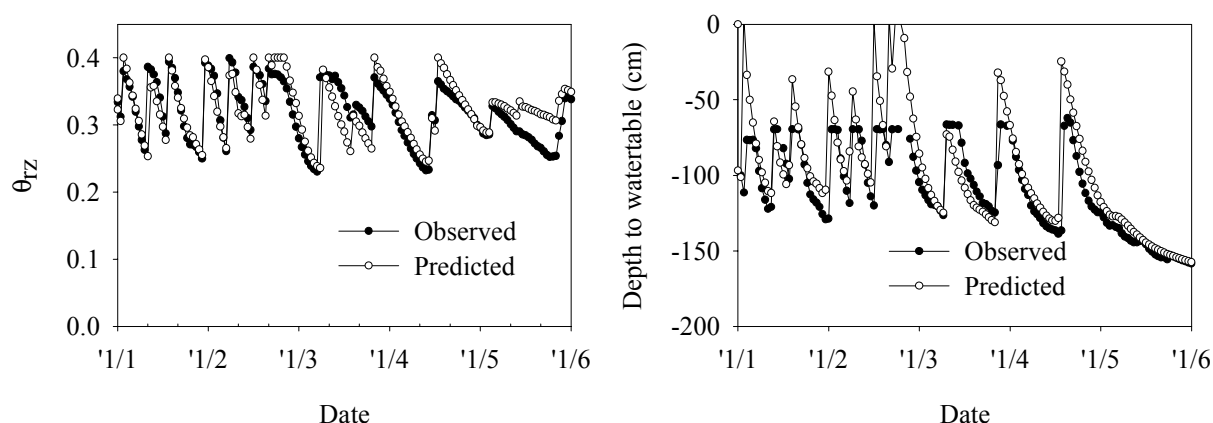 0.4
0.3
0.2
0.1
0.0
θrz
Observed
Predicted
'1/1
'1/2
'1/3
'1/4
'1/5
'1/6
Date
0
-50
-100
-150
-200
Depth to watertable (cm)
Observed
Predicted
'1/1
'1/2
'1/3
'1/4
'1/5
'1/6
Date